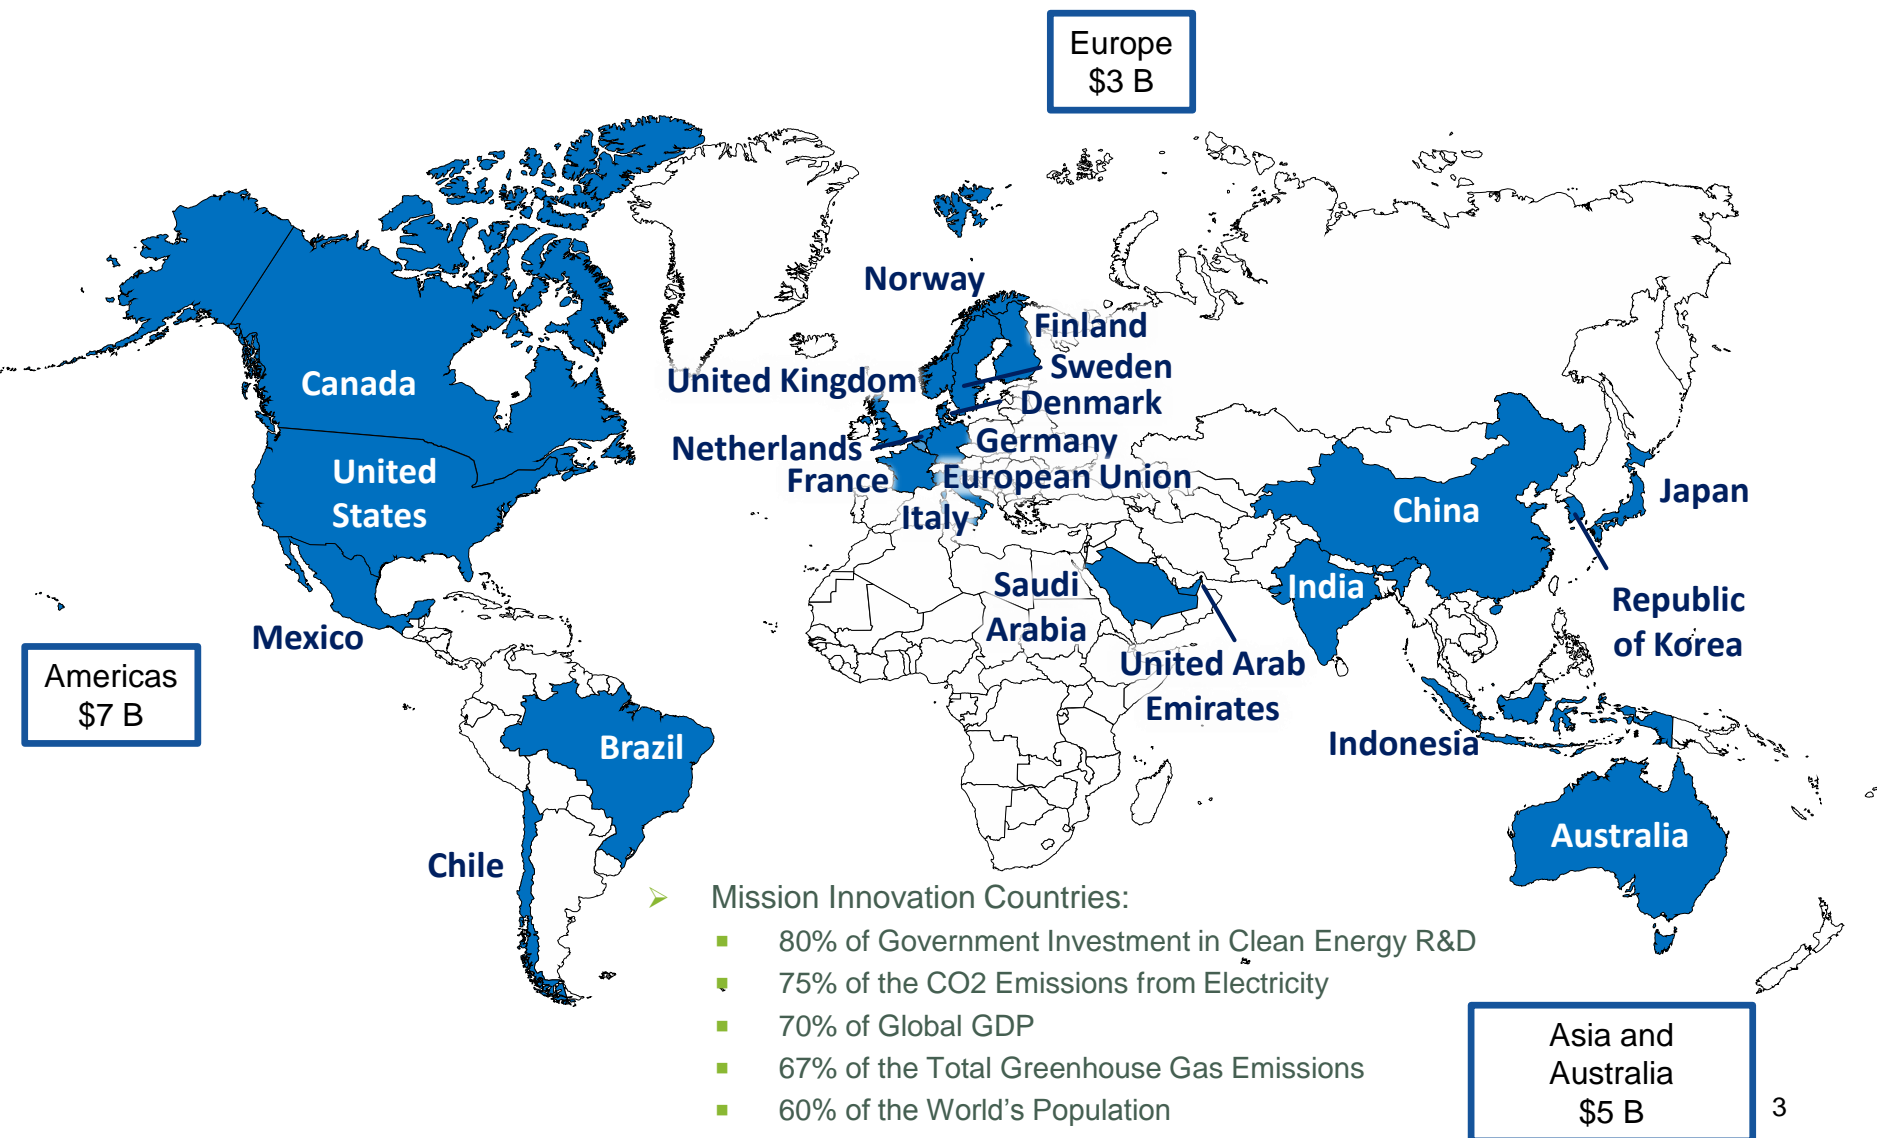 Europe
$3 B
Norway
Finland
Sweden
United Kingdom
Denmark
Canada
Netherlands
Germany
France
European Union
Italy
United
States
China
Japan
Saudi
Arabia
India
Republic
of Korea
Mexico
United Arab
Emirates
Americas
$7 B
Brazil
Indonesia
Chile
Australia
Mission Innovation Countries:
80% of Government Investment in Clean Energy R&D
75% of the CO2 Emissions from Electricity
70% of Global GDP
67% of the Total Greenhouse Gas Emissions
60% of the World's Population
Asia and
Australia
$5 B
3